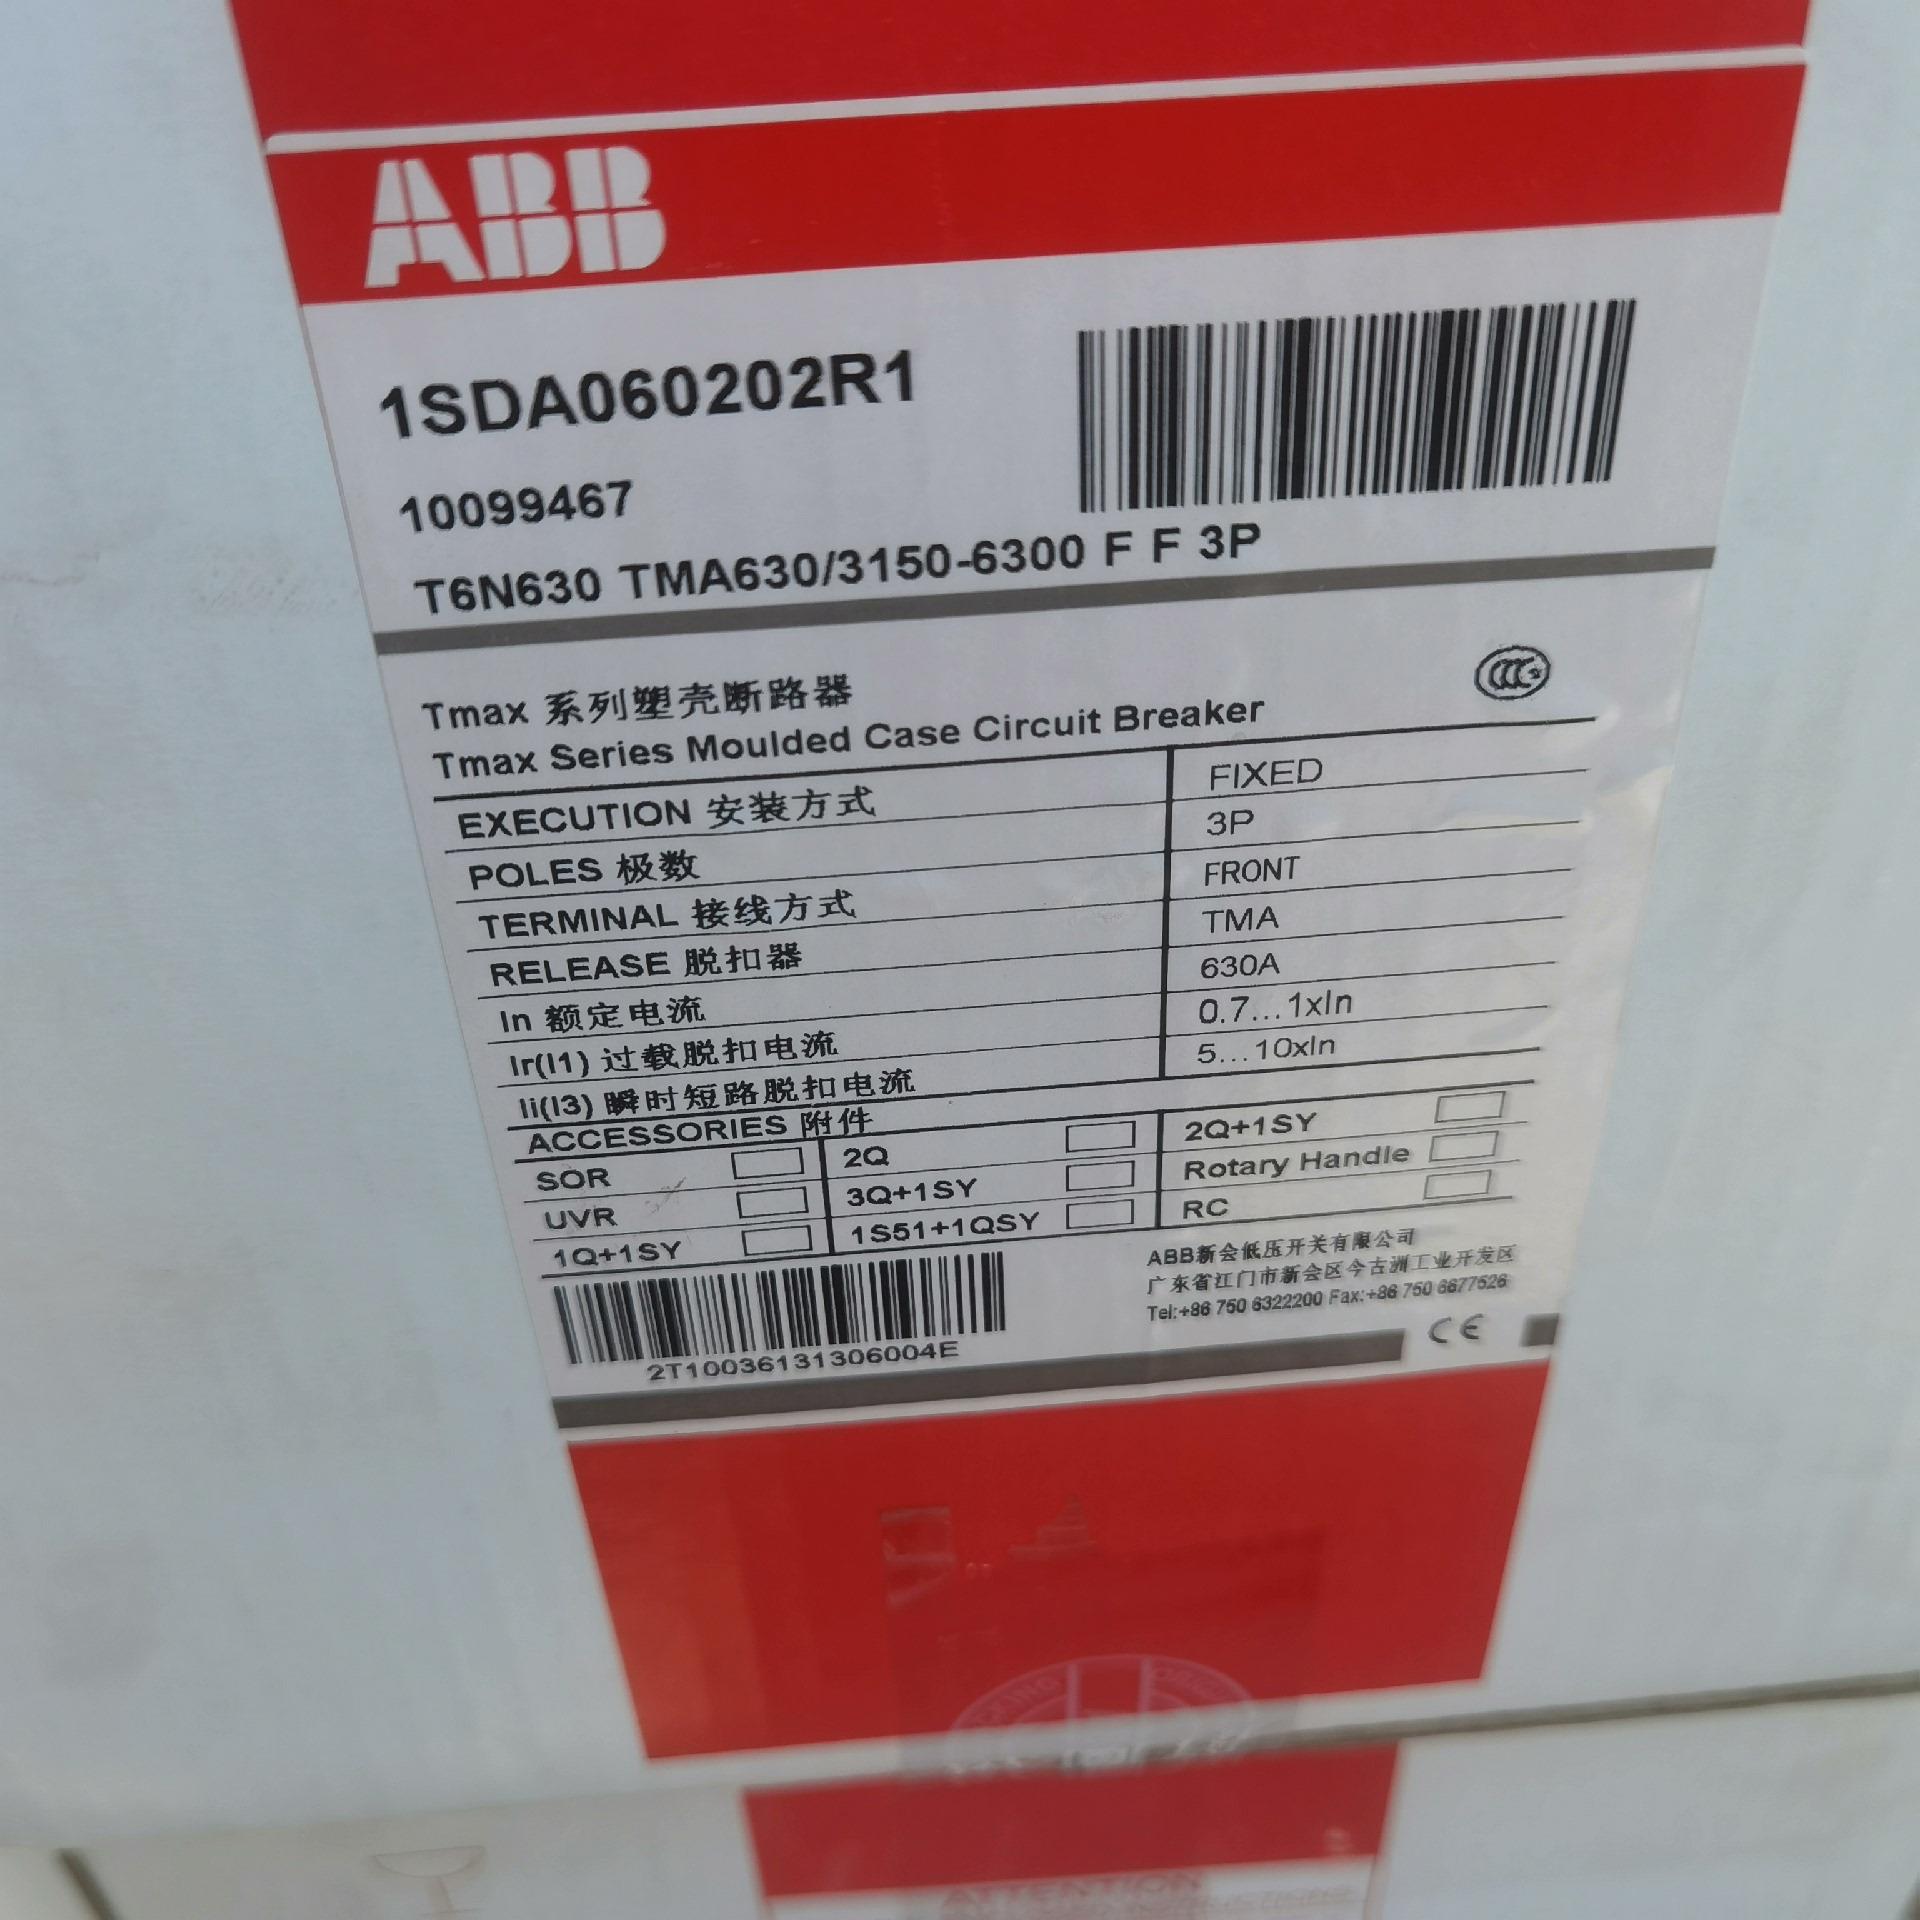 ABB
1SDA060202R1
10099467
T6N630 TMA630/3150-6300 F F 3P
Tmax 系列塑壳断路器
Tmax Series Moulded Case Circuit Breaker
CCC
EXECUTION 安装方式 FIXED
POLES 极数 3P
TERMINAL 接线方式 FRONT
RELEASE 脱扣器 TMA
In 额定电流 630A
Ir(I1) 过载脱扣电流 0.7...1xIn
Ii(I3) 瞬时短路脱扣电流 5...10xIn
ACCESSORIES 附件
SOR 2Q 2Q+1SY
UVR 3Q+1SY Rotary Handle
1Q+1SY 1S51+1QSY RC
ABB新会低压开关有限公司
广东省江门市新会区今古洲工业开发区
Tel:+86 750 6322200 Fax:+86 750 6677526
2T10036131306004E
CE
ATTENTION